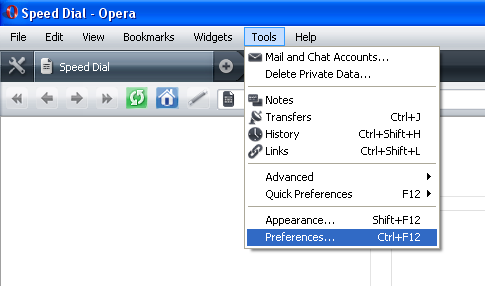 Speed Dial - Opera
File Edit View Bookmarks Widgets Tools Help
Speed Dial
Mail and Chat Accounts...
Delete Private Data...
Notes
Transfers Ctrl+J
History Ctrl+Shift+H
Links Ctrl+Shift+L
Advanced
Quick Preferences F12
Appearance... Shift+F12
Preferences... Ctrl+F12